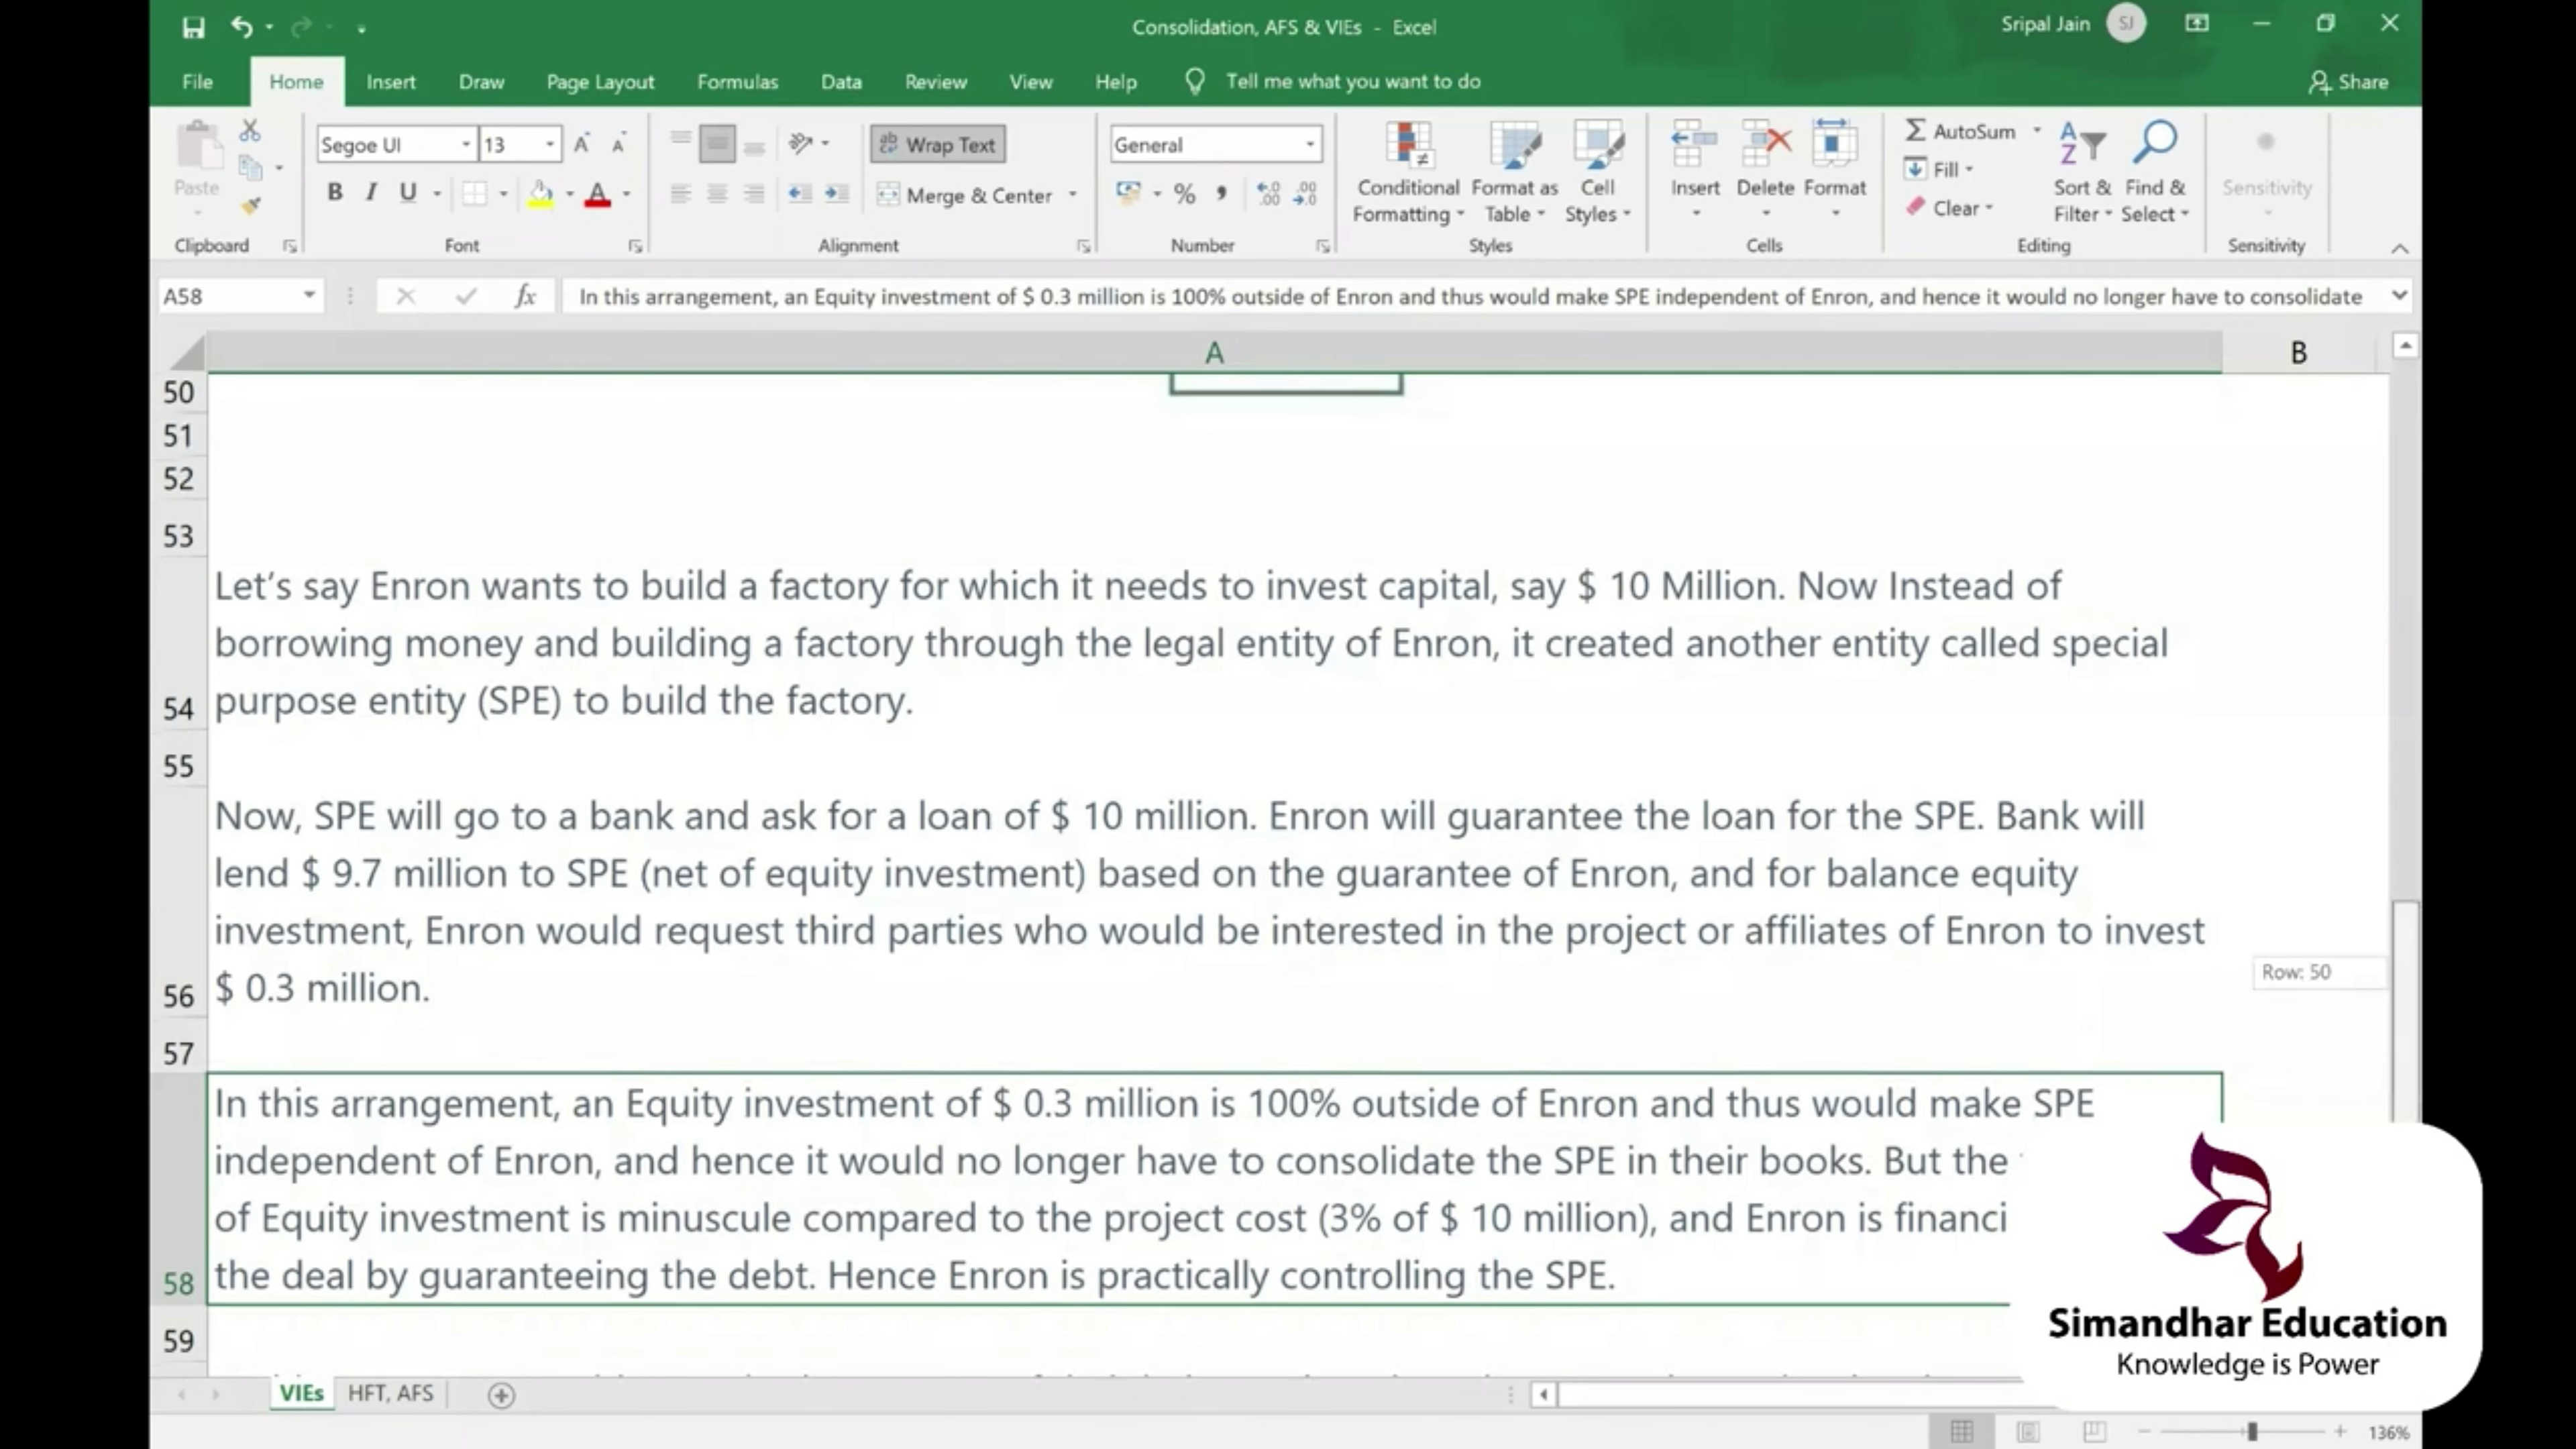 Consolidation, AFS & VIEs - Excel
Sripal Jain
SJ
File Home Insert Draw Page Layout Formulas Data Review View Help Tell me what you want to do Share
Paste
Clipboard
Segoe UI 13
B I U
Font
Wrap Text
Merge & Center
Alignment
General
Number
Conditional Formatting
Format as Table
Cell Styles
Styles
Insert Delete Format
Cells
AutoSum
Fill
Clear
Sort & Filter
Find & Select
Editing
Sensitivity
Sensitivity
A58 fx In this arrangement, an Equity investment of $ 0.3 million is 100% outside of Enron and thus would make SPE independent of Enron, and hence it would no longer have to consolidate
A B
50
51
52
53
Let's say Enron wants to build a factory for which it needs to invest capital, say $ 10 Million. Now Instead of
borrowing money and building a factory through the legal entity of Enron, it created another entity called special
54 purpose entity (SPE) to build the factory.
55
Now, SPE will go to a bank and ask for a loan of $ 10 million. Enron will guarantee the loan for the SPE. Bank will
lend $ 9.7 million to SPE (net of equity investment) based on the guarantee of Enron, and for balance equity
investment, Enron would request third parties who would be interested in the project or affiliates of Enron to invest
56 $ 0.3 million.
Row: 50
57
In this arrangement, an Equity investment of $ 0.3 million is 100% outside of Enron and thus would make SPE
independent of Enron, and hence it would no longer have to consolidate the SPE in their books. But the
of Equity investment is minuscule compared to the project cost (3% of $ 10 million), and Enron is financi
58 the deal by guaranteeing the debt. Hence Enron is practically controlling the SPE.
59
Simandhar Education
Knowledge is Power
VIEs HFT, AFS
136%